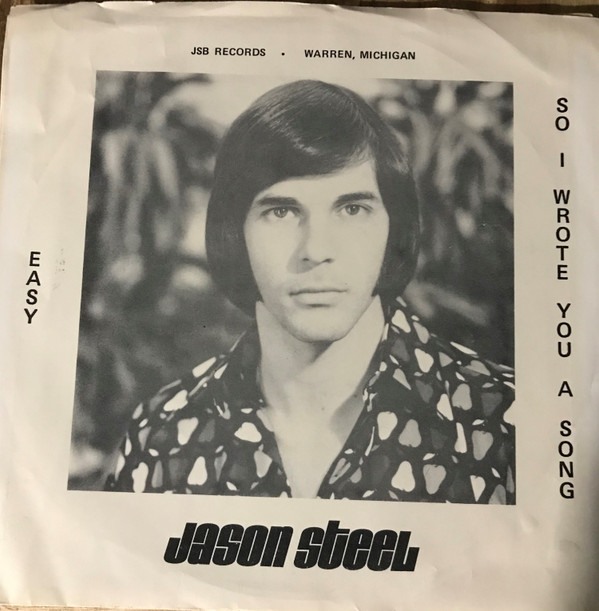 JSB RECORDS • WARREN, MICHIGAN
EASY
SO I WROTE YOU A SONG
Jason Steel